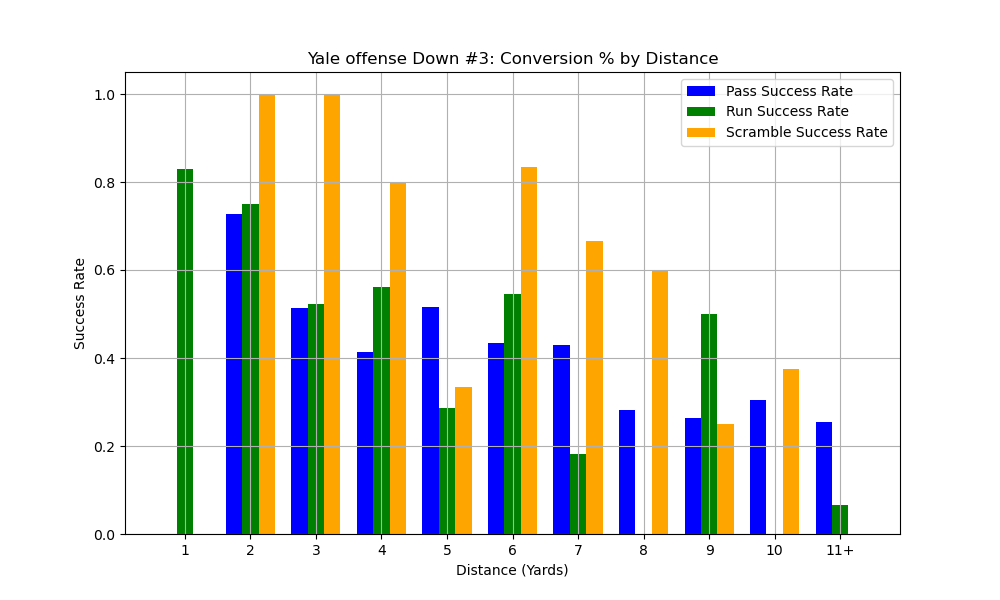 Yale offense Down #3: Conversion % by Distance
Pass Success Rate
Run Success Rate
Scramble Success Rate
Success Rate
1.0
0.8
0.6
0.4
0.2
0.0
1 2 3 4 5 6 7 8 9 10 11+
Distance (Yards)